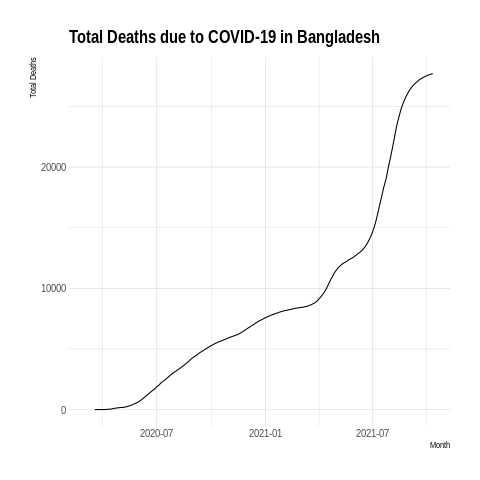 Total Deaths due to COVID-19 in Bangladesh
Total Deaths
20000
10000
0
2020-07
2021-01
2021-07
Month